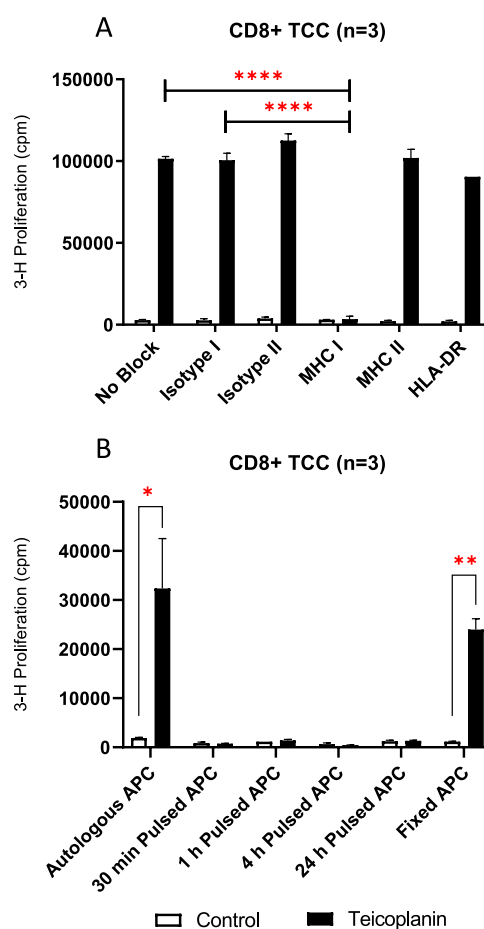 A
CD8+ TCC (n=3)
3-H Proliferation (cpm)
150000
100000
50000
0
****
****
No Block
Isotype I
Isotype II
MHC I
MHC II
HLA-DR
B
CD8+ TCC (n=3)
3-H Proliferation (cpm)
50000
40000
30000
20000
10000
0
*
**
Autologous APC
30 min Pulsed APC
1 h Pulsed APC
4 h Pulsed APC
24 h Pulsed APC
Fixed APC
Control
Teicoplanin